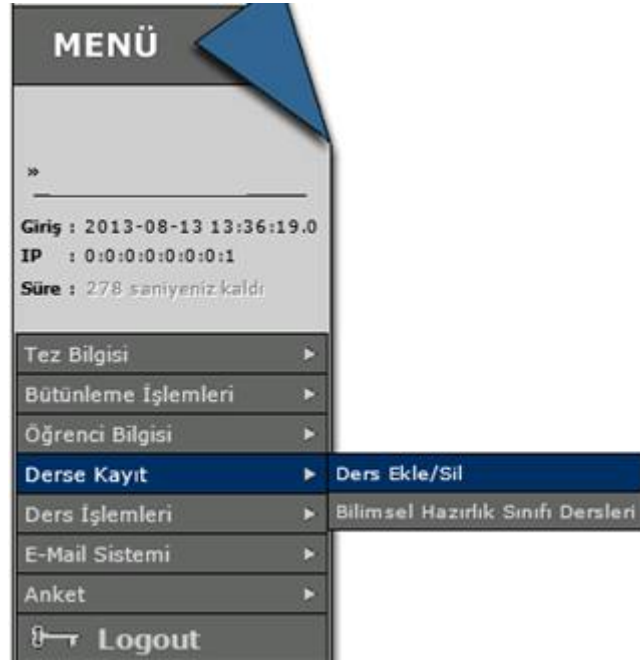 MENÜ
»
Giriş : 2013-08-13 13:36:19.0
IP : 0:0:0:0:0:0:0:1
Süre : 278 saniyeniz kaldı
Tez Bilgisi
Bütünleme İşlemleri
Öğrenci Bilgisi
Derse Kayıt
Ders Ekle/Sil
Ders İşlemleri
Bilimsel Hazırlık Sınıfı Dersleri
E-Mail Sistemi
Anket
Logout